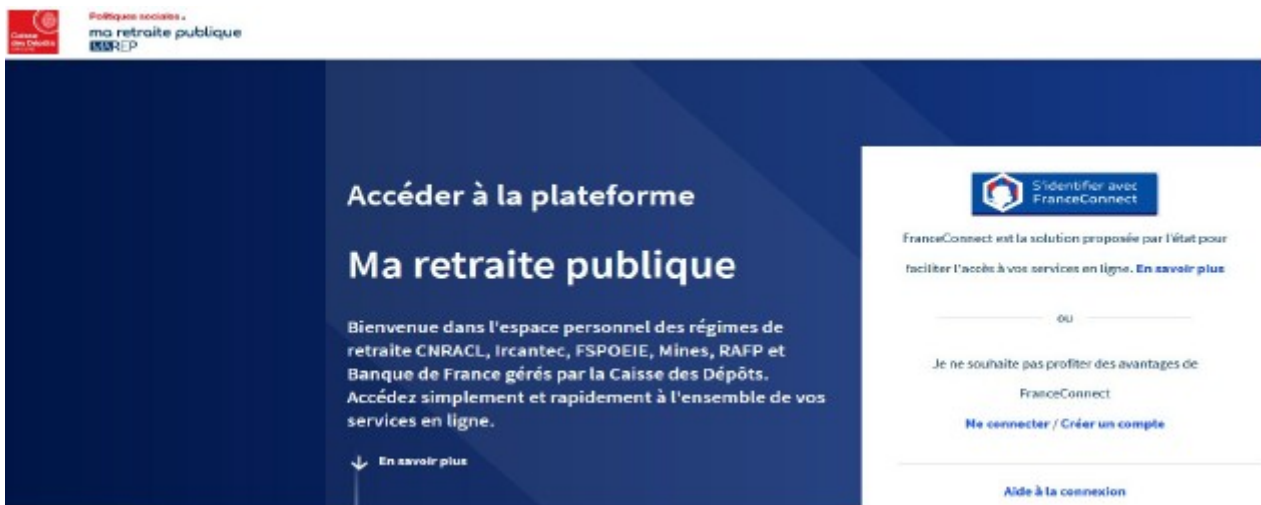 Caisse
des Dépôts
Politiques sociales
ma retraite publique
MAREP
Accéder à la plateforme
Ma retraite publique
Bienvenue dans l'espace personnel des régimes de
retraite CNRACL, Ircantec, FSPOEIE, Mines, RAFP et
Banque de France gérés par la Caisse des Dépôts.
Accédez simplement et rapidement à l'ensemble de vos
services en ligne.
En savoir plus
S'identifier avec
FranceConnect
FranceConnect est la solution proposée par l'état pour
faciliter l'accès à vos services en ligne. En savoir plus
ou
Je ne souhaite pas profiter des avantages de
FranceConnect
Me connecter / Créer un compte
Aide à la connexion